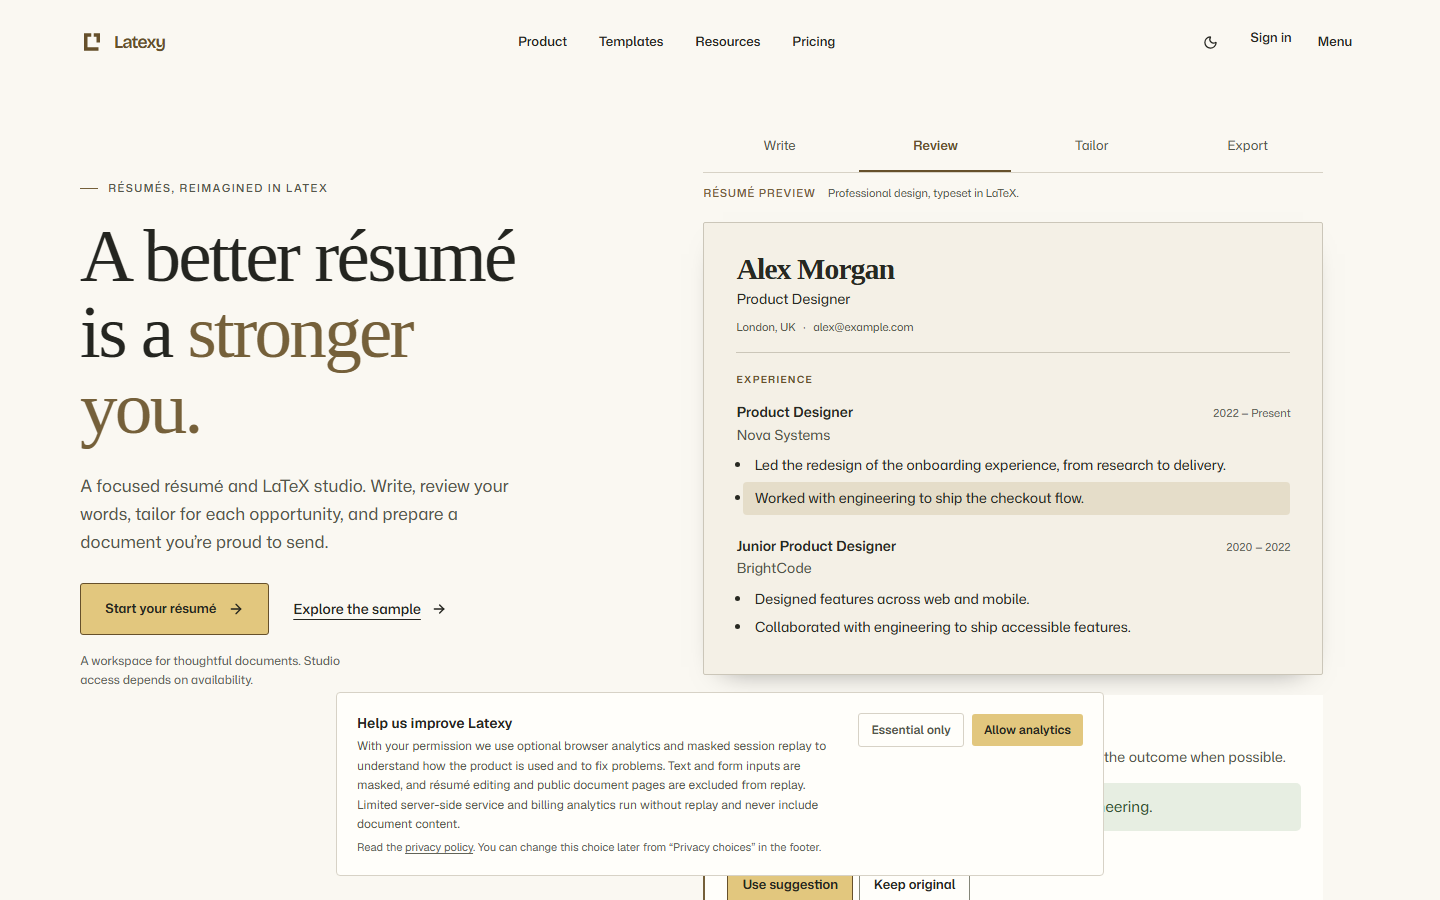 Latexy
Product
Templates
Resources
Pricing
Sign in
Menu
RÉSUMÉS, REIMAGINED IN LATEX
A better résumé
is a stronger
you.
A focused résumé and LaTeX studio. Write, review your
words, tailor for each opportunity, and prepare a
document you're proud to send.
Start your résumé
Explore the sample
A workspace for thoughtful documents. Studio
access depends on availability.
Write
Review
Tailor
Export
RÉSUMÉ PREVIEW Professional design, typeset in LaTeX.
Alex Morgan
Product Designer
London, UK · alex@example.com
EXPERIENCE
Product Designer 2022 – Present
Nova Systems
• Led the redesign of the onboarding experience, from research to delivery.
• Worked with engineering to ship the checkout flow.
Junior Product Designer 2020 – 2022
BrightCode
• Designed features across web and mobile.
• Collaborated with engineering to ship accessible features.
the outcome when possible.
Use suggestion
Keep original
Help us improve Latexy
With your permission we use optional browser analytics and masked session replay to
understand how the product is used and to fix problems. Text and form inputs are
masked, and résumé editing and public document pages are excluded from replay.
Limited server-side service and billing analytics run without replay and never include
document content.
Read the privacy policy. You can change this choice later from “Privacy choices” in the footer.
Essential only
Allow analytics